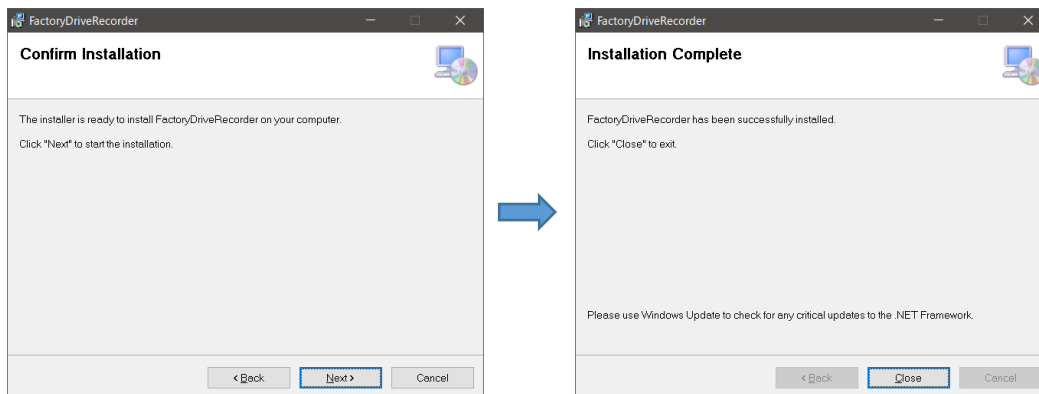 FactoryDriveRecorder
Confirm Installation
The installer is ready to install FactoryDriveRecorder on your computer.
Click "Next" to start the installation.
< Back
Next >
Cancel
FactoryDriveRecorder
Installation Complete
FactoryDriveRecorder has been successfully installed.
Click "Close" to exit.
Please use Windows Update to check for any critical updates to the .NET Framework.
< Back
Close
Cancel